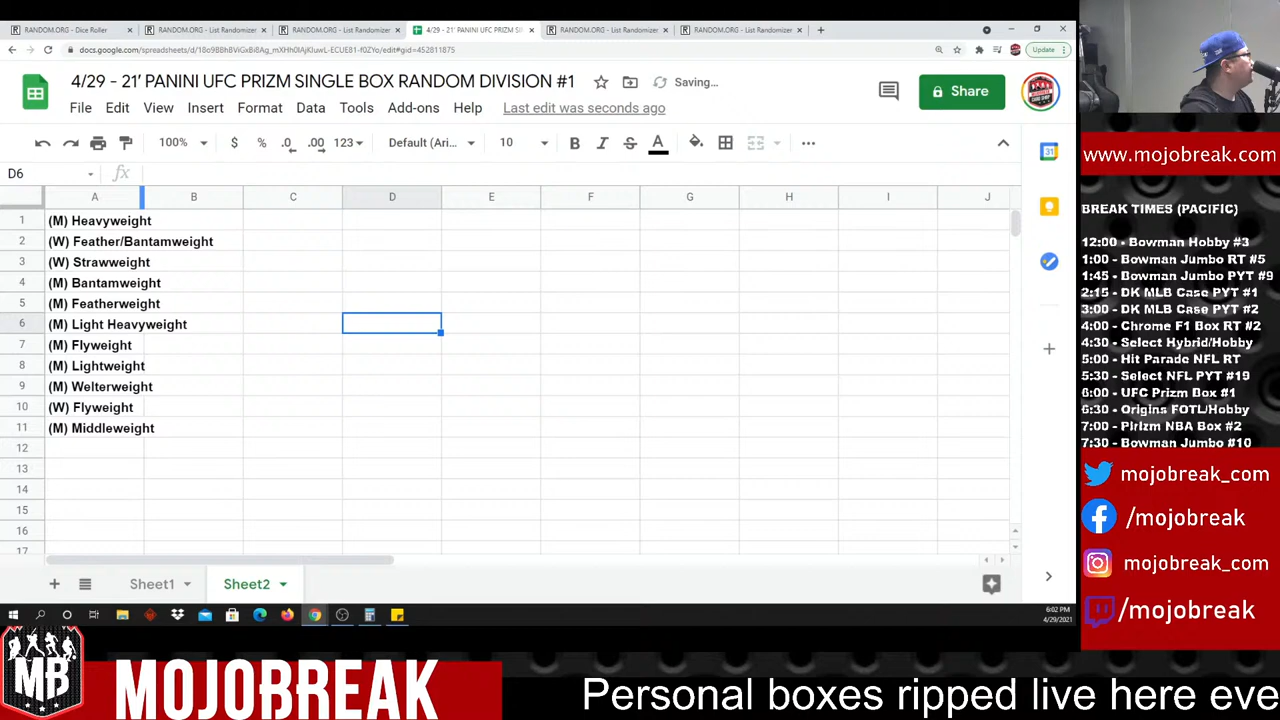 RANDOM.ORG - Dice Roller
RANDOM.ORG - List Randomizer
RANDOM.ORG - List Randomizer
4/29 - 21' PANINI UFC PRIZM SI
RANDOM.ORG - List Randomizer
RANDOM.ORG - List Randomizer
Update
4/29 - 21' PANINI UFC PRIZM SINGLE BOX RANDOM DIVISION #1
Saving...
File Edit View Insert Format Data Tools Add-ons Help Last edit was seconds ago
Share
100% $ % .0 .00 123 Default (Ari... 10 B I S A
D6 fx
A B C D E F G H I J
1 (M) Heavyweight
2 (W) Feather/Bantamweight
3 (W) Strawweight
4 (M) Bantamweight
5 (M) Featherweight
6 (M) Light Heavyweight
7 (M) Flyweight
8 (M) Lightweight
9 (M) Welterweight
10 (W) Flyweight
11 (M) Middleweight
12
13
14
15
16
17
Sheet1 Sheet2
6:02 PM
4/29/2021
www.mojobreak.com
BREAK TIMES (PACIFIC)
12:00 - Bowman Hobby #3
1:00 - Bowman Jumbo RT #5
1:45 - Bowman Jumbo PYT #9
2:15 - DK MLB Case PYT #1
3:00 - DK MLB Case PYT #2
4:00 - Chrome F1 Box RT #2
4:30 - Select Hybrid/Hobby
5:00 - Hit Parade NFL RT
5:30 - Select NFL PYT #19
6:00 - UFC Prizm Box #1
6:30 - Origins FOTL/Hobby
7:00 - Pirizm NBA Box #2
7:30 - Bowman Jumbo #10
mojobreak_com
/mojobreak
mojobreak_com
/mojobreak
MB
MOJOBREAK
Personal boxes ripped live here eve